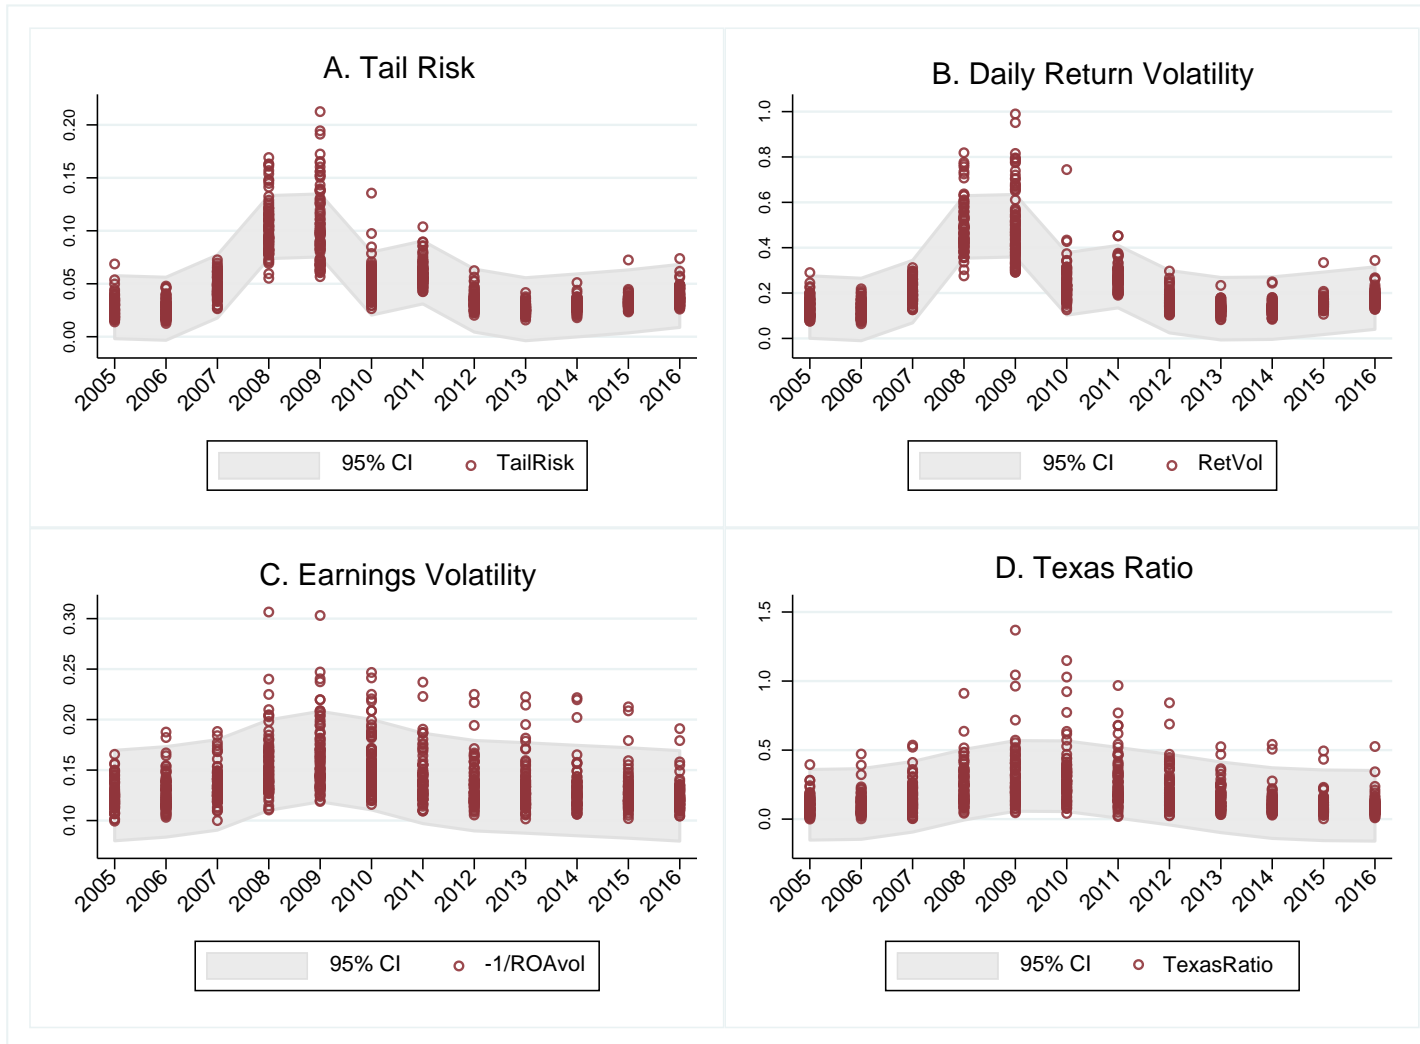 A. Tail Risk
0.20
0.15
0.10
0.05
0.00
2005 2006 2007 2008 2009 2010 2011 2012 2013 2014 2015 2016
95% CI TailRisk
B. Daily Return Volatility
1.0
0.8
0.6
0.4
0.2
0.0
2005 2006 2007 2008 2009 2010 2011 2012 2013 2014 2015 2016
95% CI RetVol
C. Earnings Volatility
0.30
0.25
0.20
0.15
0.10
2005 2006 2007 2008 2009 2010 2011 2012 2013 2014 2015 2016
95% CI -1/ROAvol
D. Texas Ratio
1.5
1.0
0.5
0.0
2005 2006 2007 2008 2009 2010 2011 2012 2013 2014 2015 2016
95% CI TexasRatio